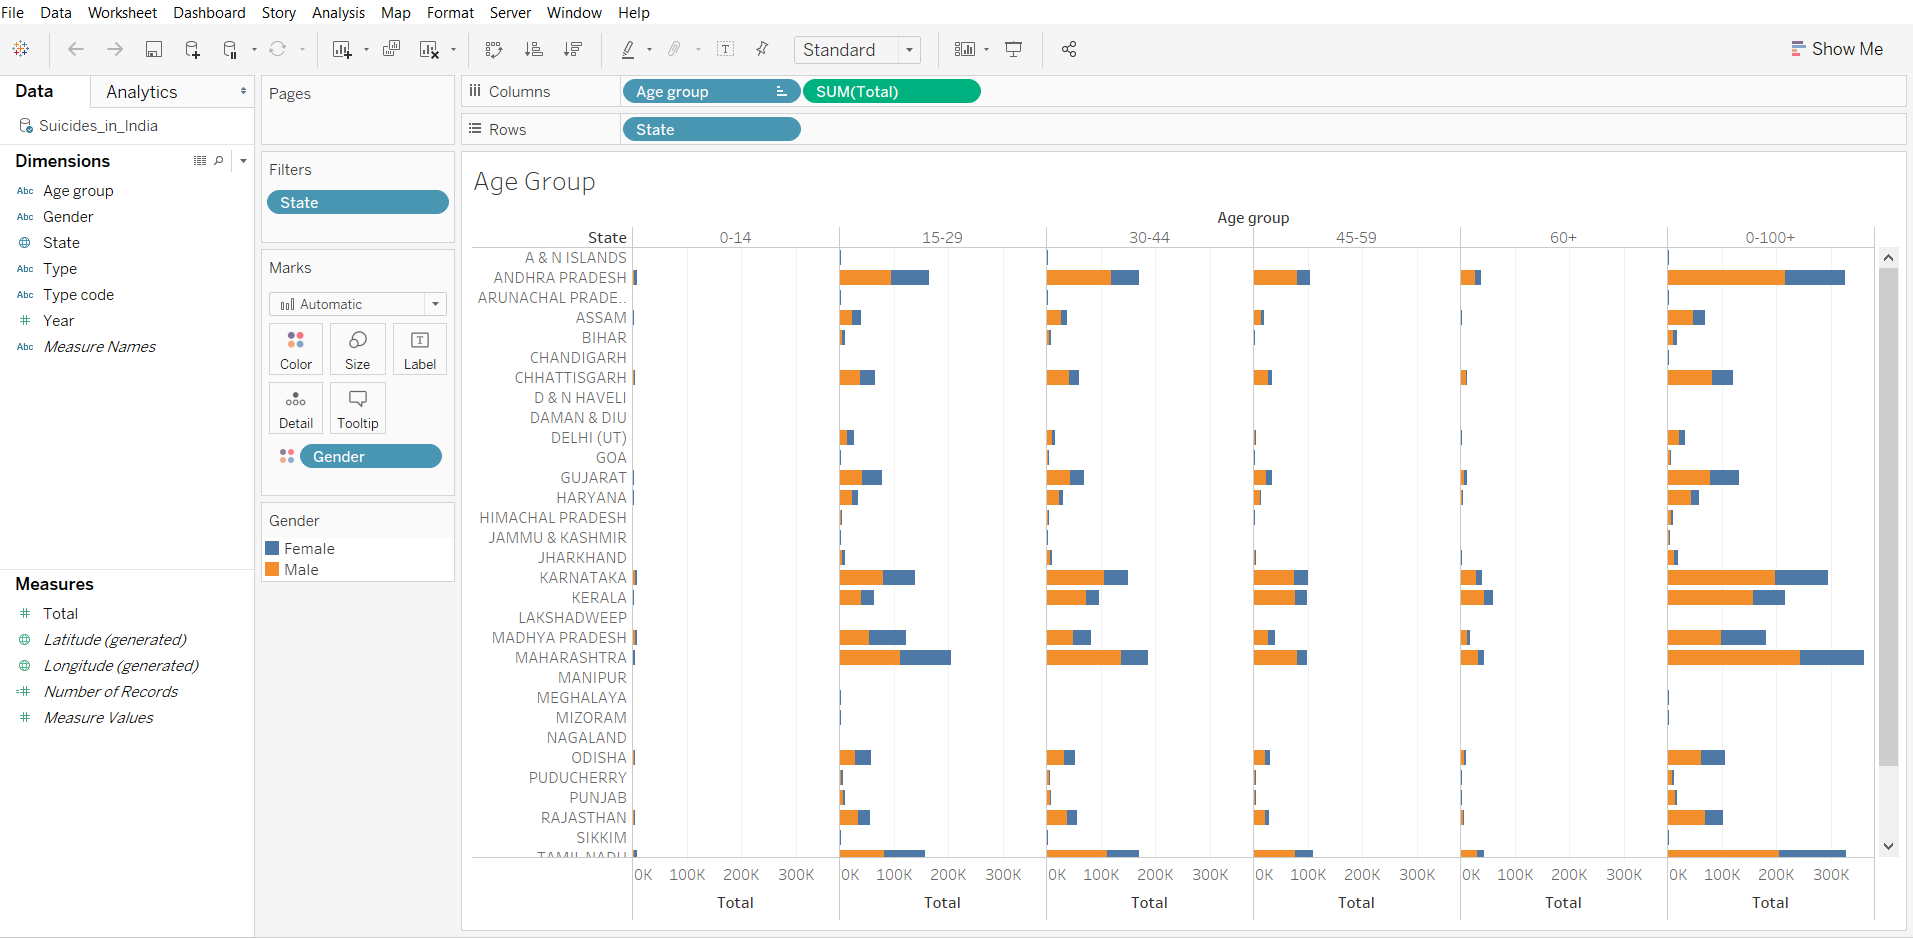 File Data Worksheet Dashboard Story Analysis Map Format Server Window Help
Standard
Show Me
Data Analytics
Suicides_in_India
Dimensions
Abc Age group
Abc Gender
State
Abc Type
Abc Type code
# Year
Abc Measure Names
Measures
# Total
Latitude (generated)
Longitude (generated)
=# Number of Records
# Measure Values
Pages
Filters
State
Marks
Automatic
Color Size Label
Detail Tooltip
Gender
Gender
Female
Male
Columns Age group SUM(Total)
Rows State
Age Group
Age group
State 0-14 15-29 30-44 45-59 60+ 0-100+
A & N ISLANDS
ANDHRA PRADESH
ARUNACHAL PRADE..
ASSAM
BIHAR
CHANDIGARH
CHHATTISGARH
D & N HAVELI
DAMAN & DIU
DELHI (UT)
GOA
GUJARAT
HARYANA
HIMACHAL PRADESH
JAMMU & KASHMIR
JHARKHAND
KARNATAKA
KERALA
LAKSHADWEEP
MADHYA PRADESH
MAHARASHTRA
MANIPUR
MEGHALAYA
MIZORAM
NAGALAND
ODISHA
PUDUCHERRY
PUNJAB
RAJASTHAN
SIKKIM
TAMIL NADU
0K 100K 200K 300K 0K 100K 200K 300K 0K 100K 200K 300K 0K 100K 200K 300K 0K 100K 200K 300K 0K 100K 200K 300K
Total Total Total Total Total Total